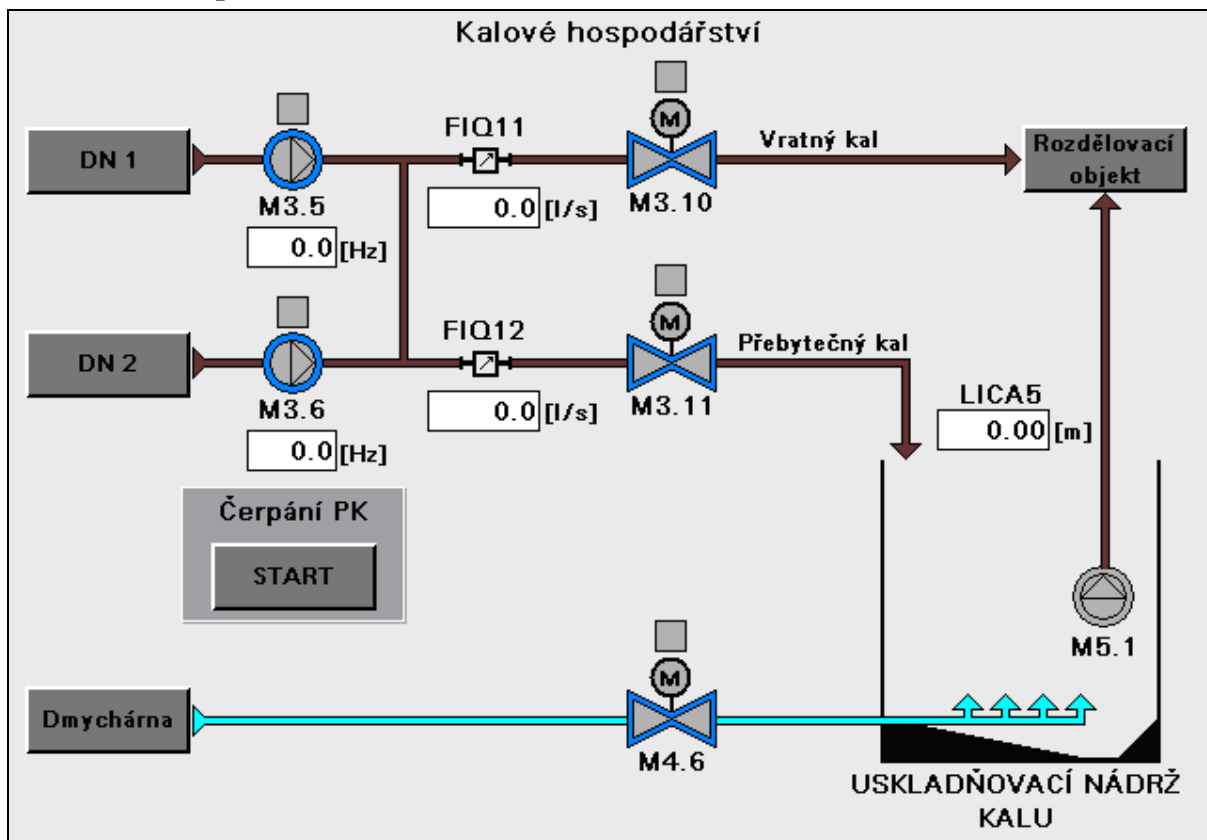 Kalové hospodářství
DN 1
M3.5
0.0 [Hz]
FIQ11
0.0 [l/s]
M
M3.10
Vratný kal
Rozdělovací
objekt
DN 2
M3.6
0.0 [Hz]
FIQ12
0.0 [l/s]
M
M3.11
Přebytečný kal
LICA5
0.00 [m]
Čerpání PK
START
M5.1
Dmychárna
M
M4.6
USKLADŇOVACÍ NÁDRŽ
KALU